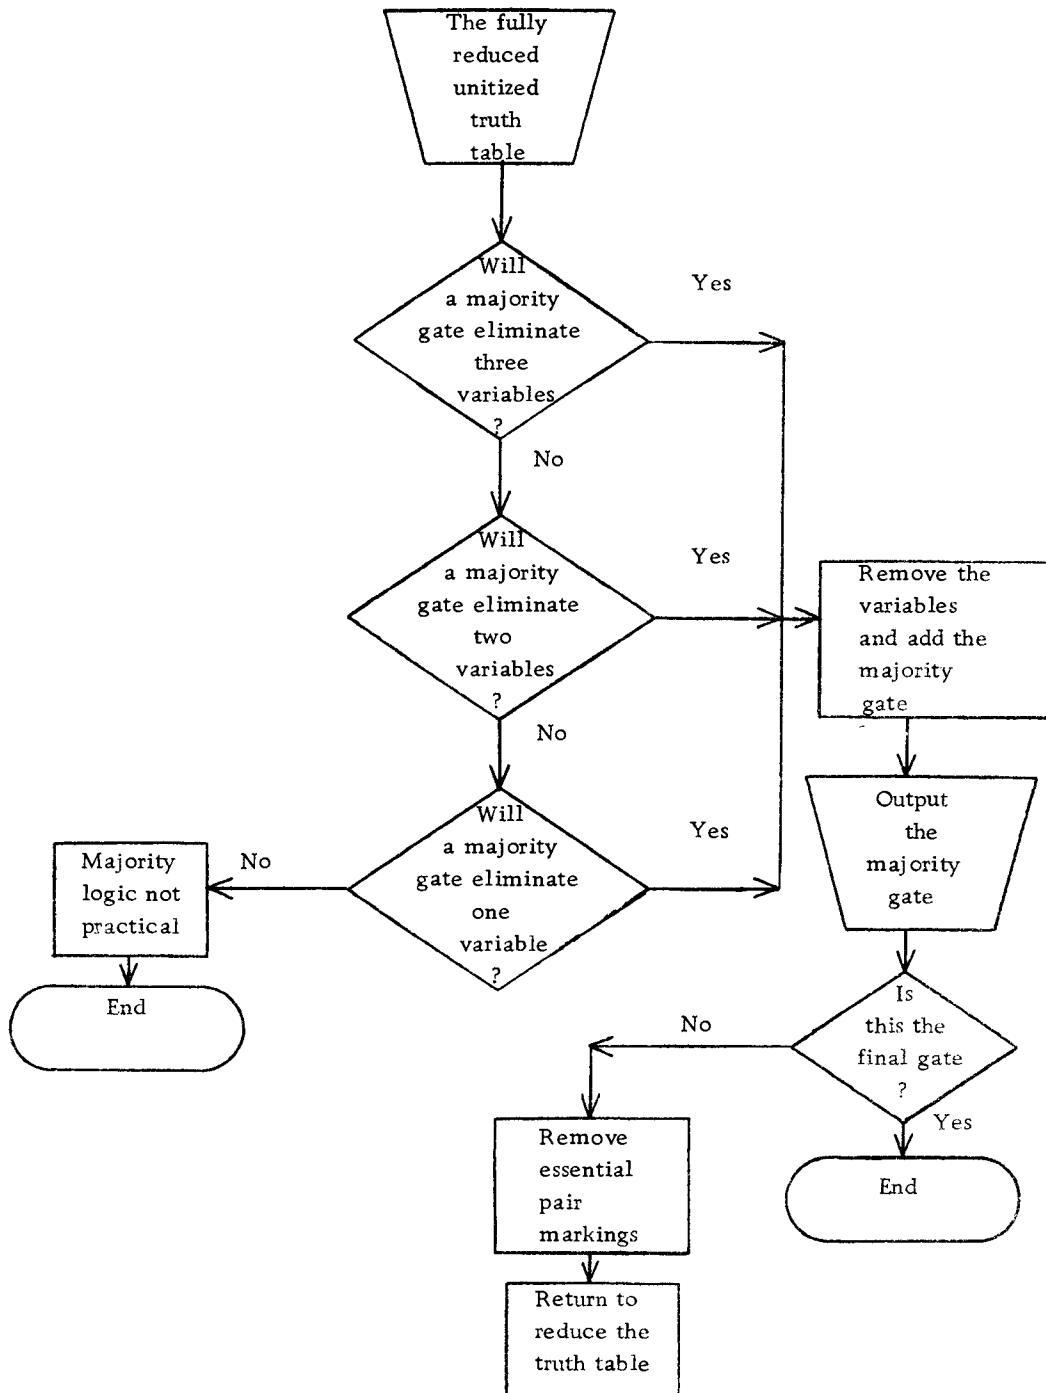 The fully
reduced
unitized
truth
table
Will
a majority
gate eliminate
three
variables
?
Yes
No
Will
a majority
gate eliminate
two
variables
?
Yes
No
Remove the
variables
and add the
majority
gate
Will
a majority
gate eliminate
one
variable
?
Yes
No
Majority
logic not
practical
End
Output
the
majority
gate
Is
this the
final gate
?
No
Yes
End
Remove
essential
pair
markings
Return to
reduce the
truth table